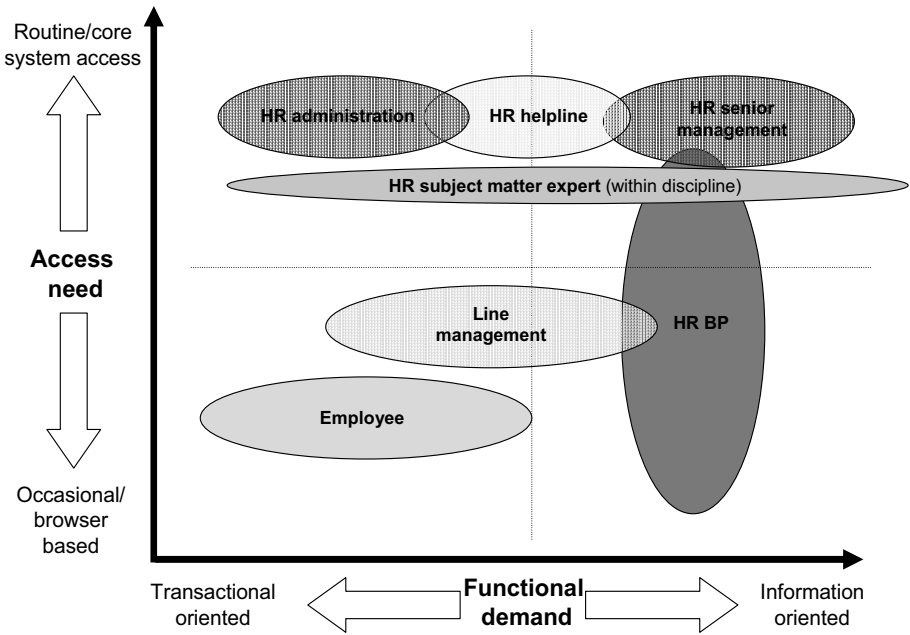 Routine/core
system access
HR administration
HR helpline
HR senior
management
HR subject matter expert (within discipline)
Access
need
Line
management
HR BP
Employee
Occasional/
browser
based
Transactional
oriented
Functional
demand
Information
oriented